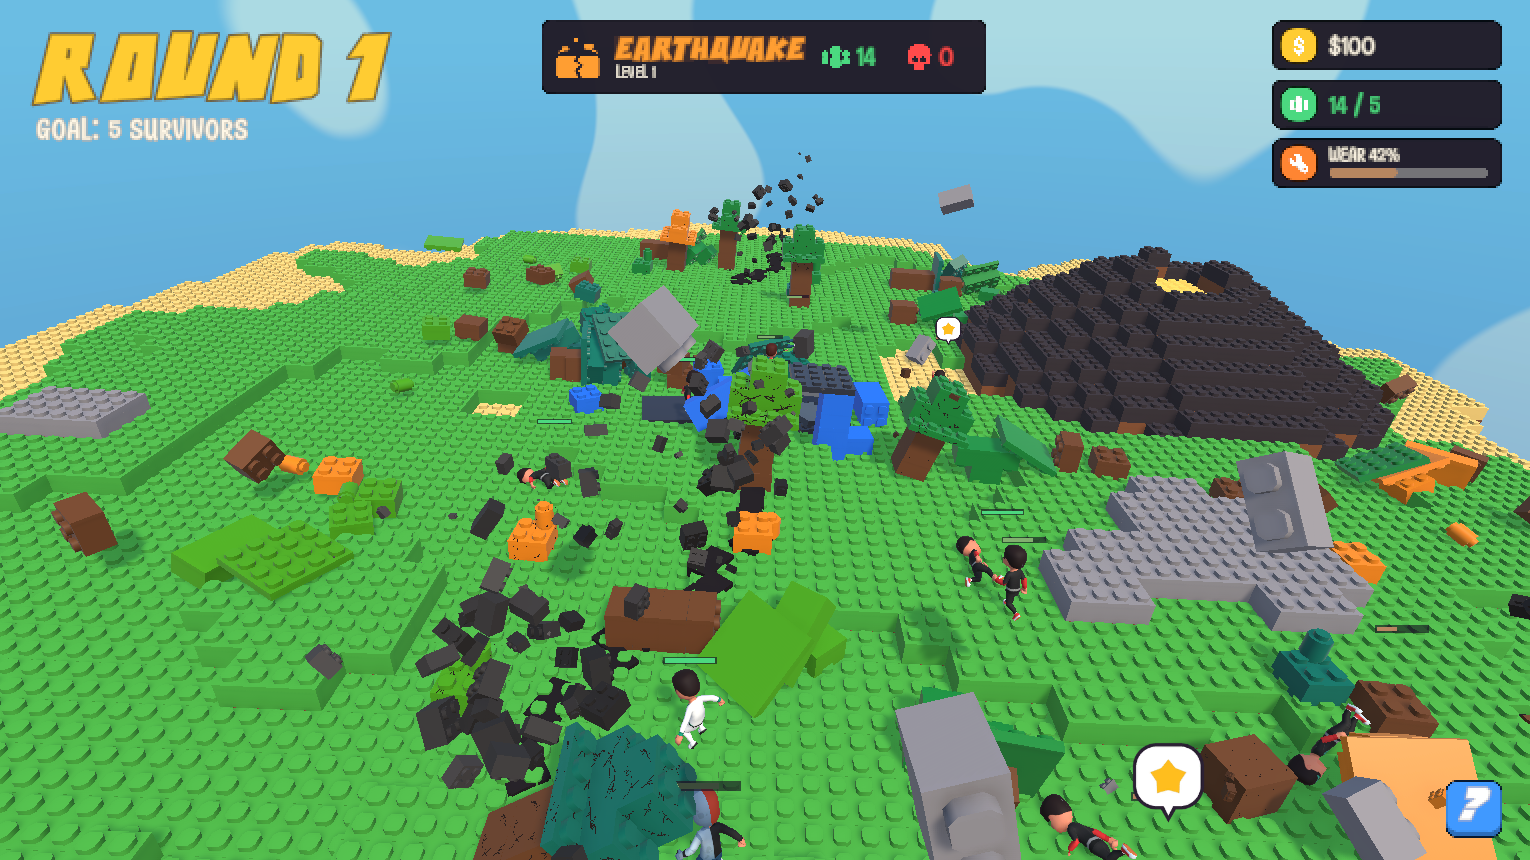 ROUND 1
GOAL: 5 SURVIVORS
EARTHQUAKE
LEVEL 1
14
0
$100
14 / 5
WEAR 42%
?